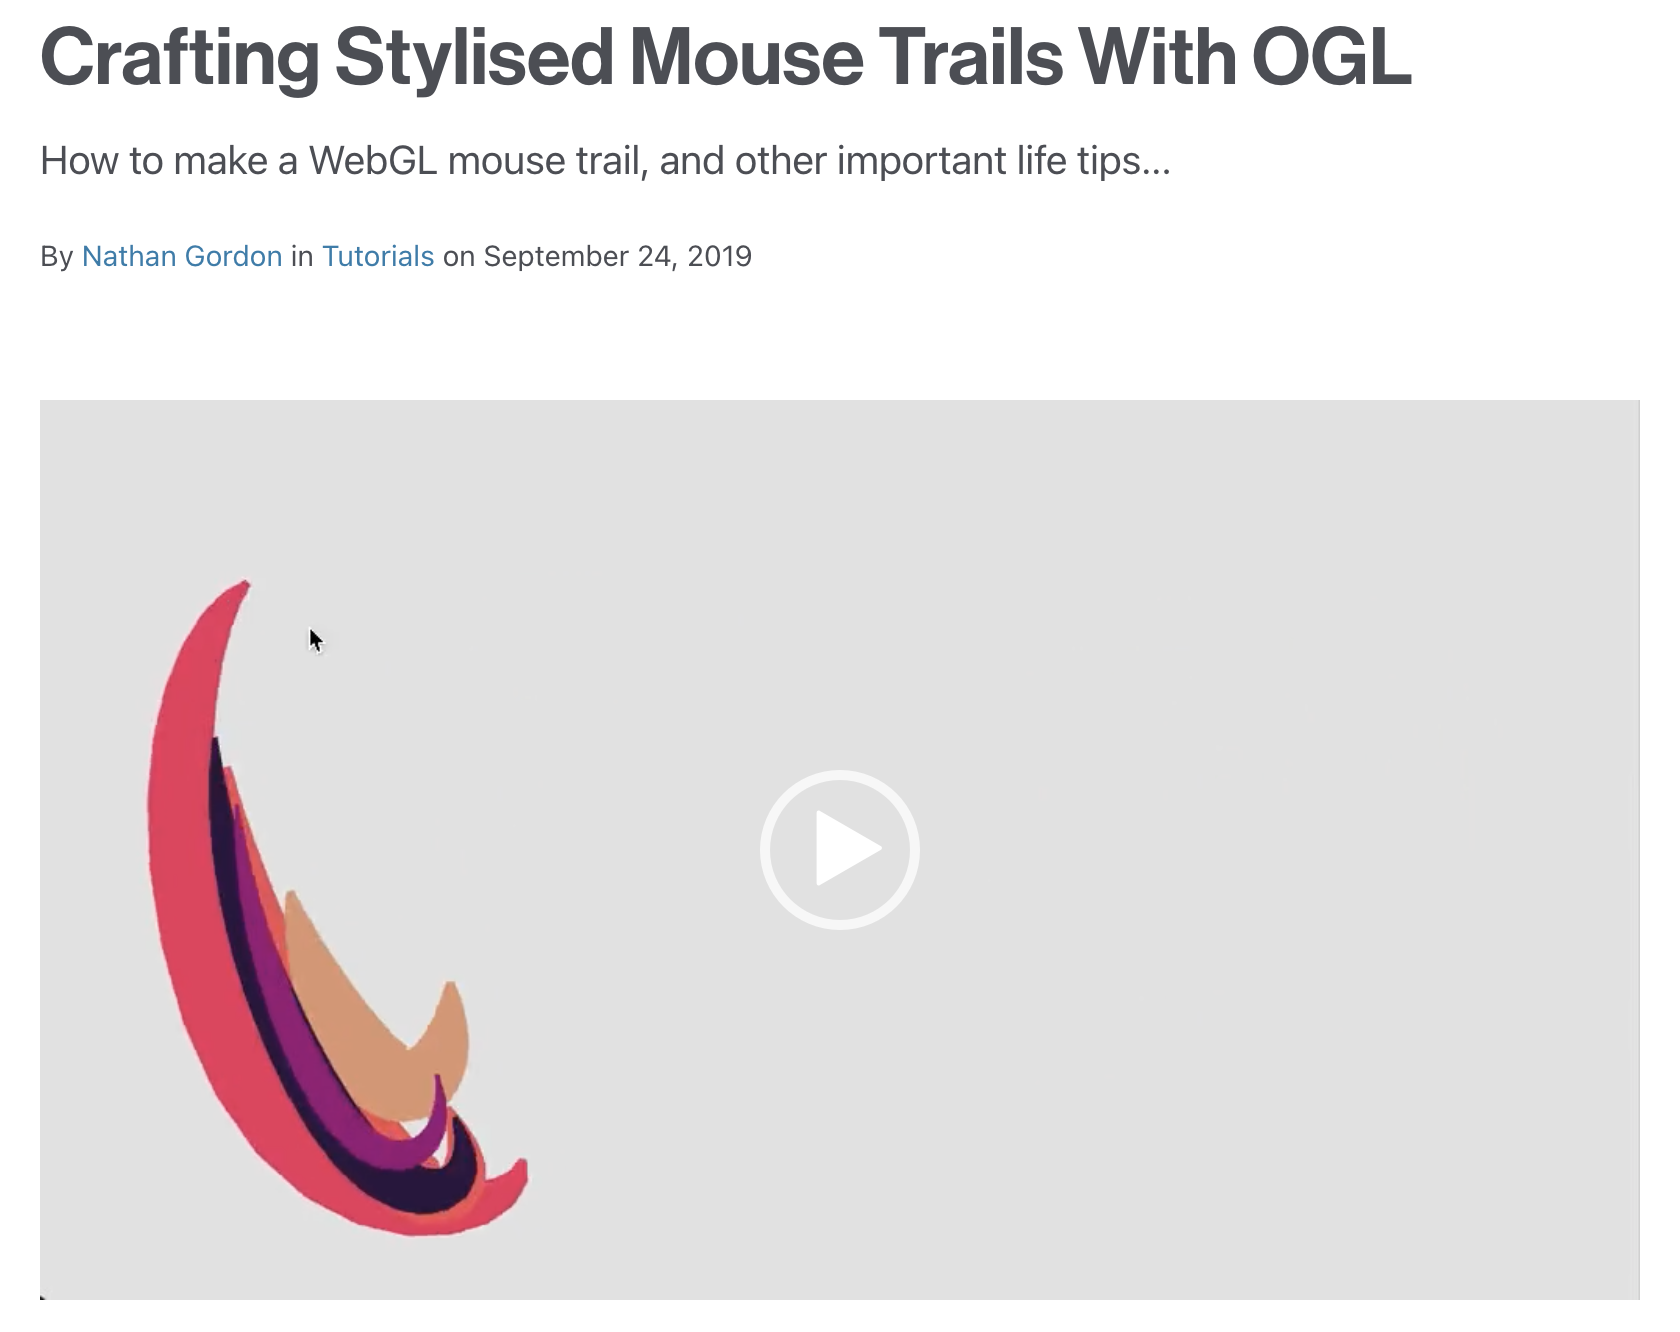 Crafting Stylised Mouse Trails With OGL
How to make a WebGL mouse trail, and other important life tips...
By Nathan Gordon in Tutorials on September 24, 2019